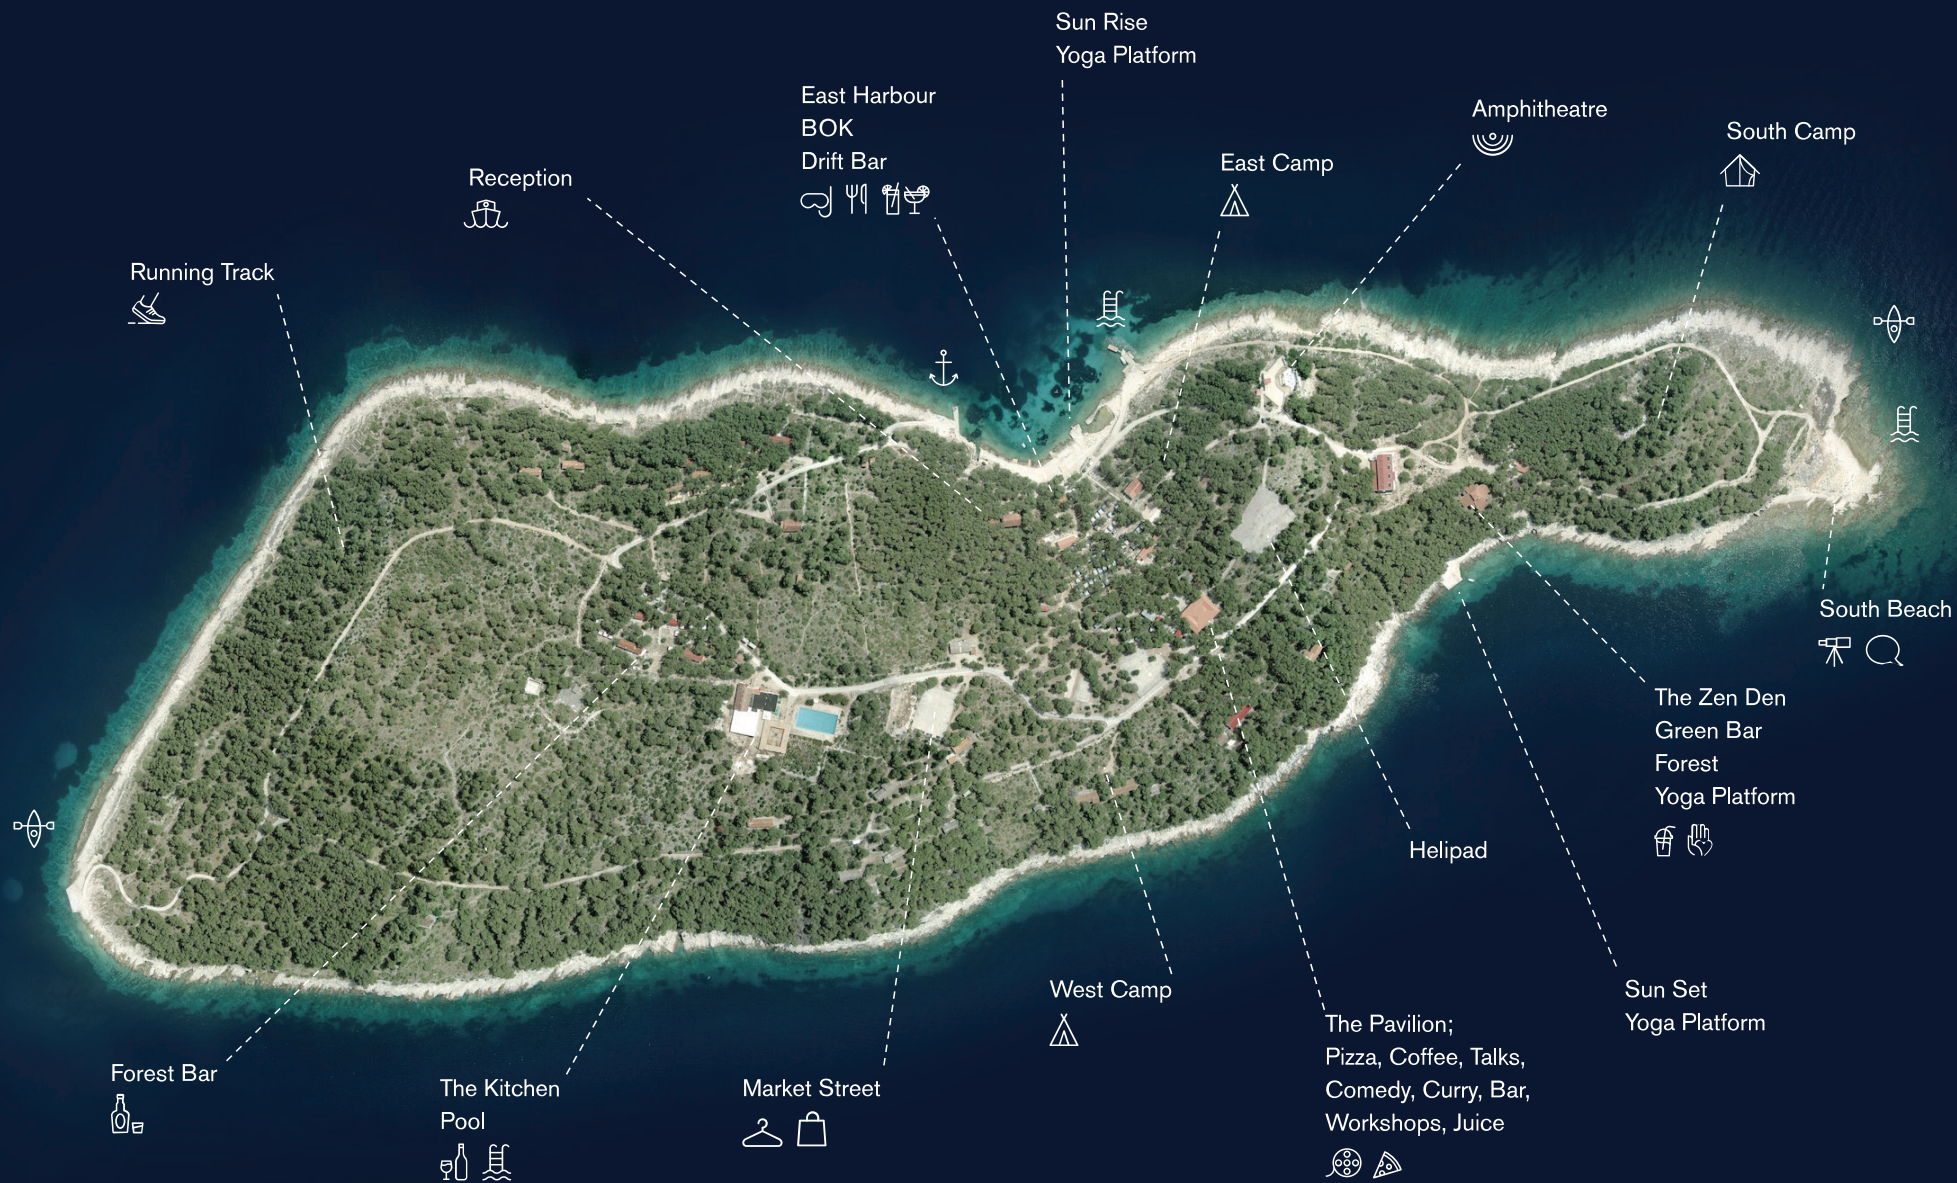 Sun Rise
Yoga Platform
East Harbour
BOK
Drift Bar
Amphitheatre
South Camp
East Camp
Reception
Running Track
South Beach
The Zen Den
Green Bar
Forest
Yoga Platform
Helipad
West Camp
Sun Set
Yoga Platform
The Pavilion;
Pizza, Coffee, Talks,
Comedy, Curry, Bar,
Workshops, Juice
Forest Bar
The Kitchen
Pool
Market Street